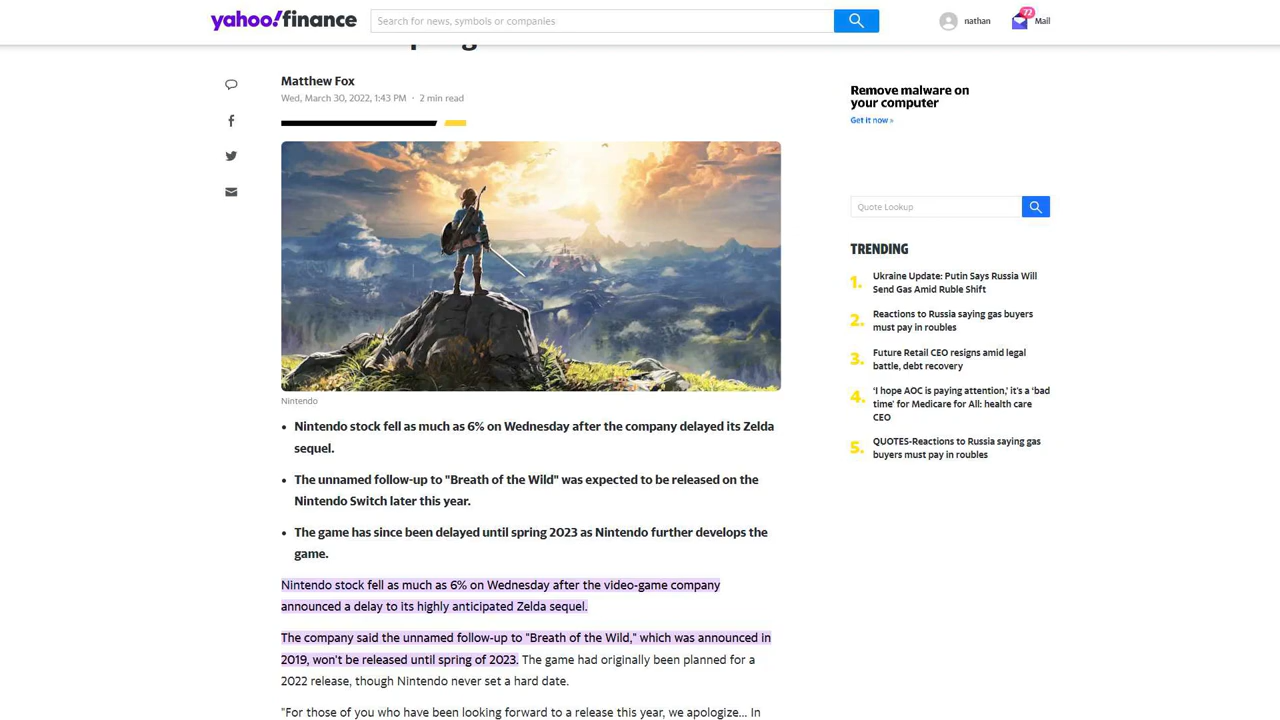 yahoo!finance
Search for news, symbols or companies
nathan
72
Mail
Matthew Fox
Wed, March 30, 2022, 1:43 PM · 2 min read
Nintendo
• Nintendo stock fell as much as 6% on Wednesday after the company delayed its Zelda
sequel.
• The unnamed follow-up to "Breath of the Wild" was expected to be released on the
Nintendo Switch later this year.
• The game has since been delayed until spring 2023 as Nintendo further develops the
game.
Nintendo stock fell as much as 6% on Wednesday after the video-game company
announced a delay to its highly anticipated Zelda sequel.
The company said the unnamed follow-up to "Breath of the Wild," which was announced in
2019, won't be released until spring of 2023. The game had originally been planned for a
2022 release, though Nintendo never set a hard date.
"For those of you who have been looking forward to a release this year, we apologize... In
Remove malware on
your computer
Get it now »
Quote Lookup
TRENDING
1. Ukraine Update: Putin Says Russia Will
Send Gas Amid Ruble Shift
2. Reactions to Russia saying gas buyers
must pay in roubles
3. Future Retail CEO resigns amid legal
battle, debt recovery
4. 'I hope AOC is paying attention,' it's a 'bad
time' for Medicare for All: health care
CEO
5. QUOTES-Reactions to Russia saying gas
buyers must pay in roubles